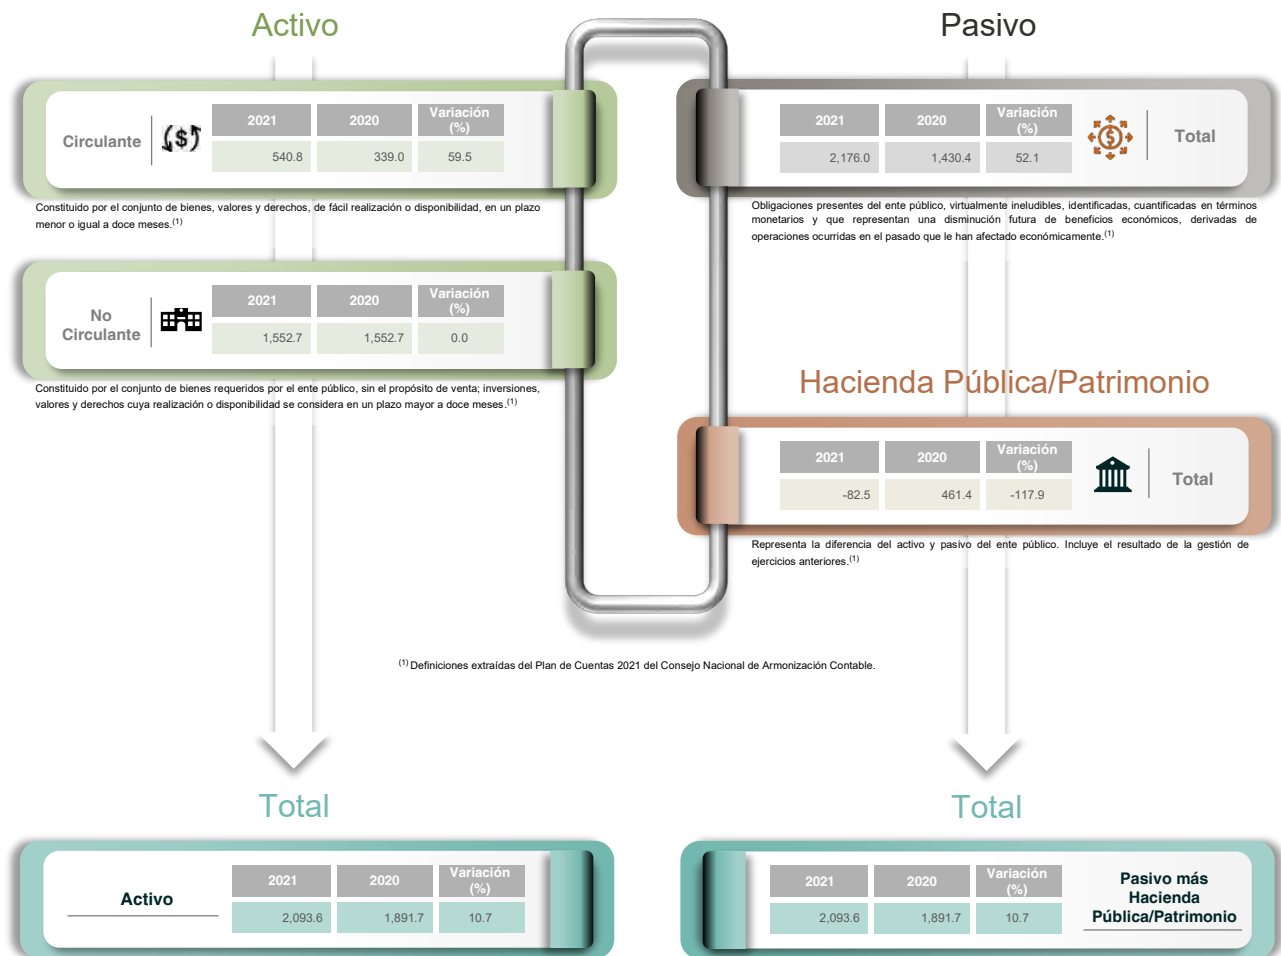 Activo
Circulante
2021 2020 Variación (%)
540.8 339.0 59.5
Constituido por el conjunto de bienes, valores y derechos, de fácil realización o disponibilidad, en un plazo
menor o igual a doce meses.(1)
No
Circulante
2021 2020 Variación (%)
1,552.7 1,552.7 0.0
Constituido por el conjunto de bienes requeridos por el ente público, sin el propósito de venta; inversiones,
valores y derechos cuya realización o disponibilidad se considera en un plazo mayor a doce meses.(1)
Pasivo
2021 2020 Variación (%)
2,176.0 1,430.4 52.1
Total
Obligaciones presentes del ente público, virtualmente ineludibles, identificadas, cuantificadas en términos
monetarios y que representan una disminución futura de beneficios económicos, derivadas de
operaciones ocurridas en el pasado que le han afectado económicamente.(1)
Hacienda Pública/Patrimonio
2021 2020 Variación (%)
-82.5 461.4 -117.9
Total
Representa la diferencia del activo y pasivo del ente público. Incluye el resultado de la gestión de
ejercicios anteriores.(1)
(1) Definiciones extraídas del Plan de Cuentas 2021 del Consejo Nacional de Armonización Contable.
Total
Activo
2021 2020 Variación (%)
2,093.6 1,891.7 10.7
Total
2021 2020 Variación (%)
2,093.6 1,891.7 10.7
Pasivo más
Hacienda
Pública/Patrimonio